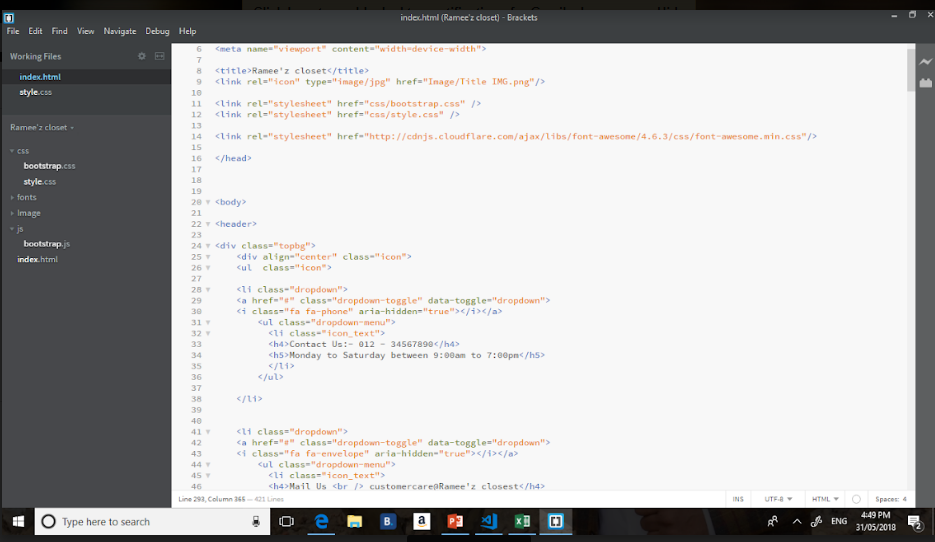 index.html (Ramee'z closet) - Brackets
File Edit Find View Navigate Debug Help
Working Files
index.html
style.css
Ramee'z closet
css
bootstrap.css
style.css
fonts
Image
js
bootstrap.js
index.html
6 <meta name="viewport" content="width=device-width">
7
8 <title>Ramee'z closet</title>
9 <link rel="icon" type="image/jpg" href="Image/Title IMG.png"/>
10
11 <link rel="stylesheet" href="css/bootstrap.css" />
12 <link rel="stylesheet" href="css/style.css" />
13
14 <link rel="stylesheet" href="http://cdnjs.cloudflare.com/ajax/libs/font-awesome/4.6.3/css/font-awesome.min.css"/>
15
16 </head>
17
18
19
20 <body>
21
22 <header>
23
24 <div class="topbg">
25 <div align="center" class="icon">
26 <ul class="icon">
27
28 <li class="dropdown">
29 <a href="#" class="dropdown-toggle" data-toggle="dropdown">
30 <i class="fa fa-phone" aria-hidden="true"></i></a>
31 <ul class="dropdown-menu">
32 <li class="icon_text">
33 <h4>Contact Us:- 012 - 34567890</h4>
34 <h5>Monday to Saturday between 9:00am to 7:00pm</h5>
35 </li>
36 </ul>
37
38 </li>
39
40
41 <li class="dropdown">
42 <a href="#" class="dropdown-toggle" data-toggle="dropdown">
43 <i class="fa fa-envelope" aria-hidden="true"></i></a>
44 <ul class="dropdown-menu">
45 <li class="icon_text">
46 <h4>Mail Us <br /> customercare@Ramee'z closest</h4>
Line 293, Column 365 — 421 Lines
INS UTF-8 HTML Spaces: 4
Type here to search
ENG
4:49 PM
31/05/2018
2